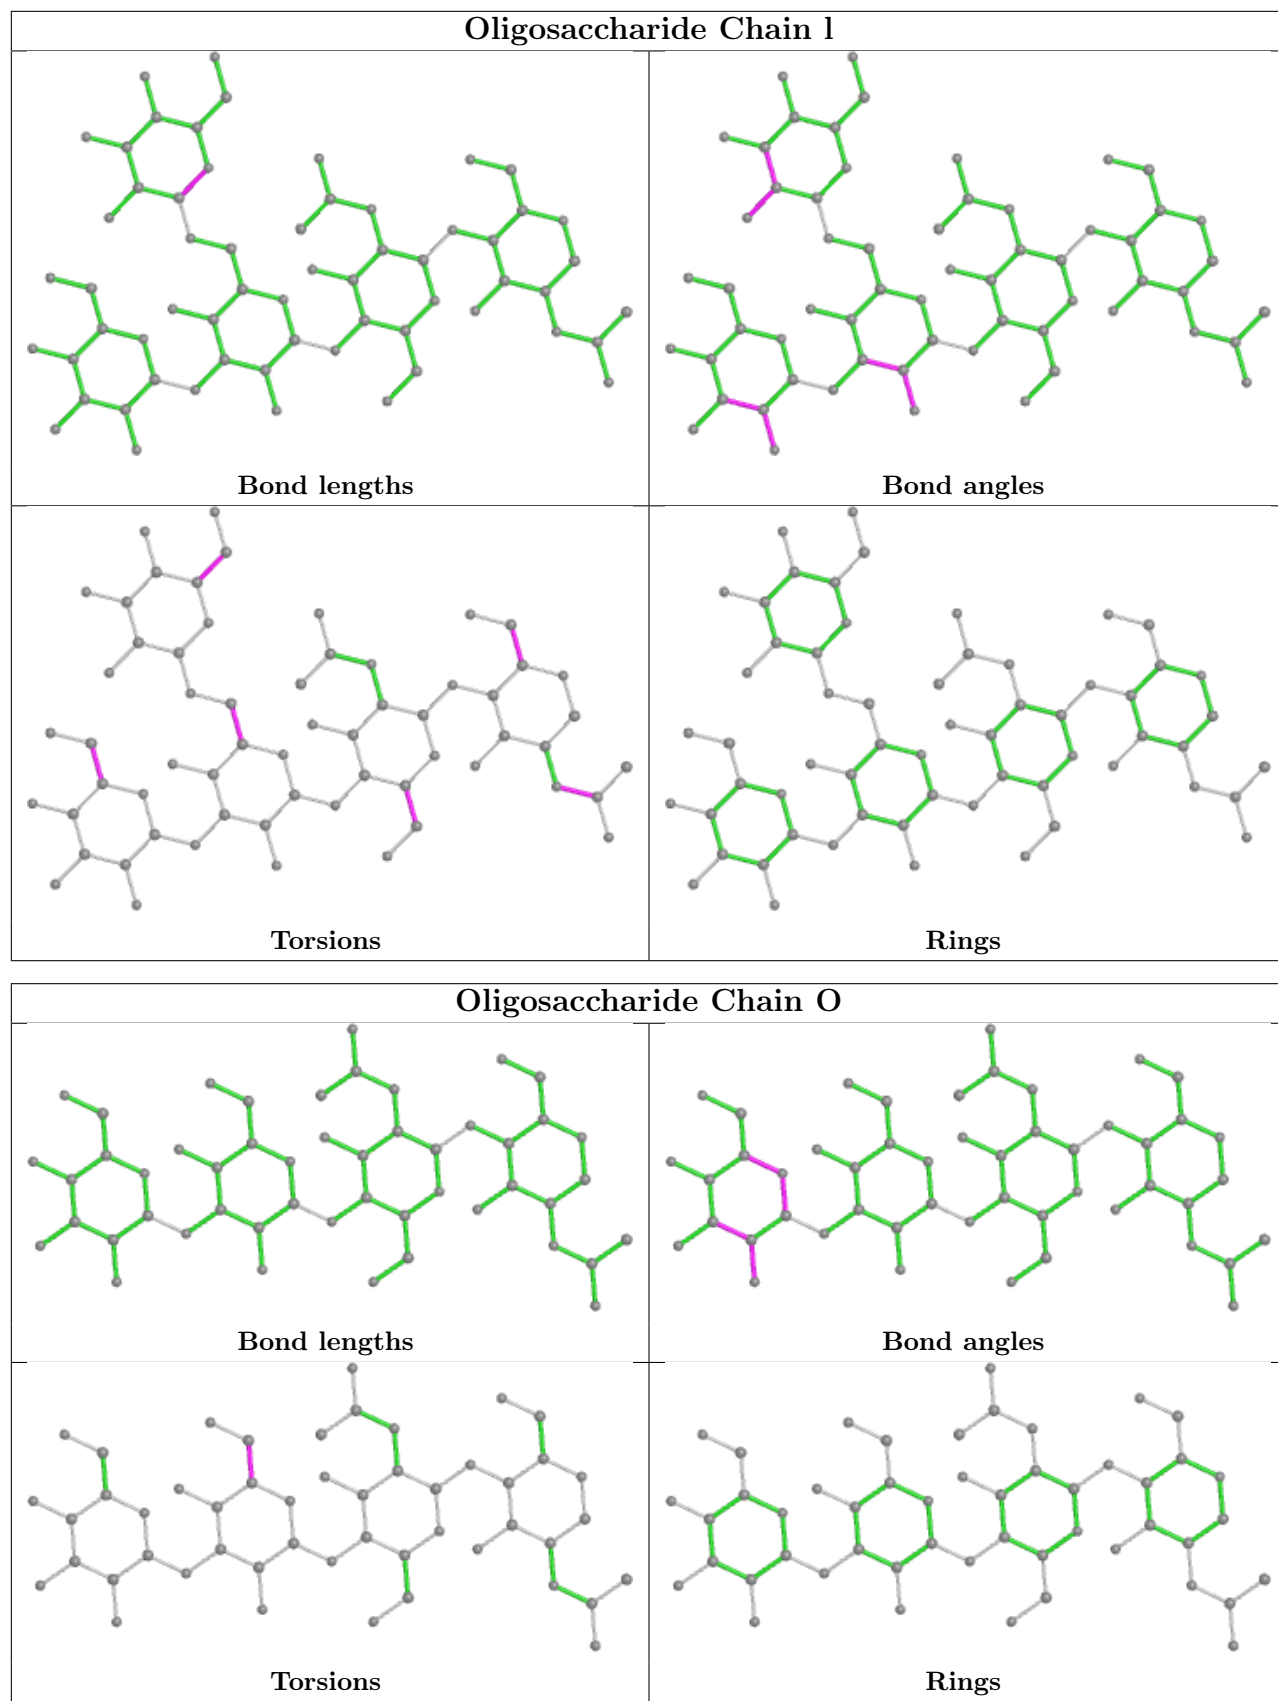 Oligosaccharide Chain l
Bond lengths
Bond angles
Torsions
Rings
Oligosaccharide Chain O
Bond lengths
Bond angles
Torsions
Rings